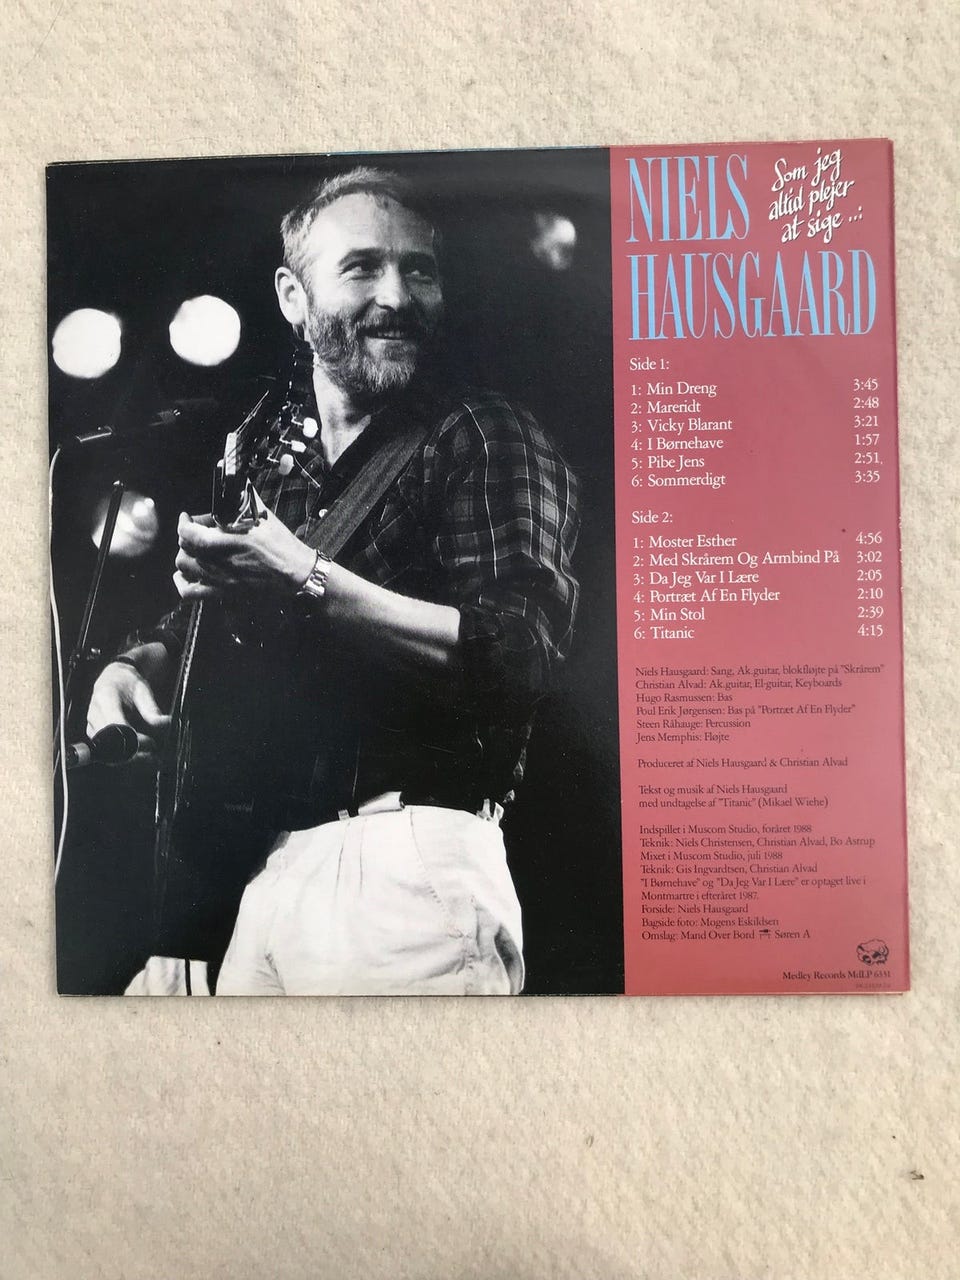 NIELS
HAUSGAARD
Som jeg
altid plejer
at sige ...
Side 1:
1: Min Dreng 3:45
2: Mareridt 2:48
3: Vicky Blarant 3:21
4: I Børnehave 1:57
5: Pibe Jens 2:51
6: Sommerdigt 3:35
Side 2:
1: Moster Esther 4:56
2: Med Skrårem Og Armbind På 3:02
3: Da Jeg Var I Lære 2:05
4: Portræt Af En Flyder 2:10
5: Min Stol 2:39
6: Titanic 4:15
Niels Hausgaard: Sang, Ak.guitar, blokfløjte på "Skrårem"
Christian Alvad: Ak.guitar, El-guitar, Keyboards
Hugo Rasmussen: Bas
Poul Erik Jørgensen: Bas på "Portræt Af En Flyder"
Steen Råhauge: Percussion
Jens Memphis: Fløjte
Produceret af Niels Hausgaard & Christian Alvad
Tekst og musik af Niels Hausgaard
med undtagelse af "Titanic" (Mikael Wiehe)
Indspillet i Muscom Studio, foråret 1988
Teknik: Niels Christensen, Christian Alvad, Bo Astrup
Mixet i Muscom Studio, juli 1988
Teknik: Gis Ingvardtsen, Christian Alvad
"I Børnehave" og "Da Jeg Var I Lære" er optaget live i
Montmartre i efteråret 1987.
Forside: Niels Hausgaard
Bagside foto: Mogens Eskildsen
Omslag: Mand Over Bord Søren A
Medley Records MdLP 6331